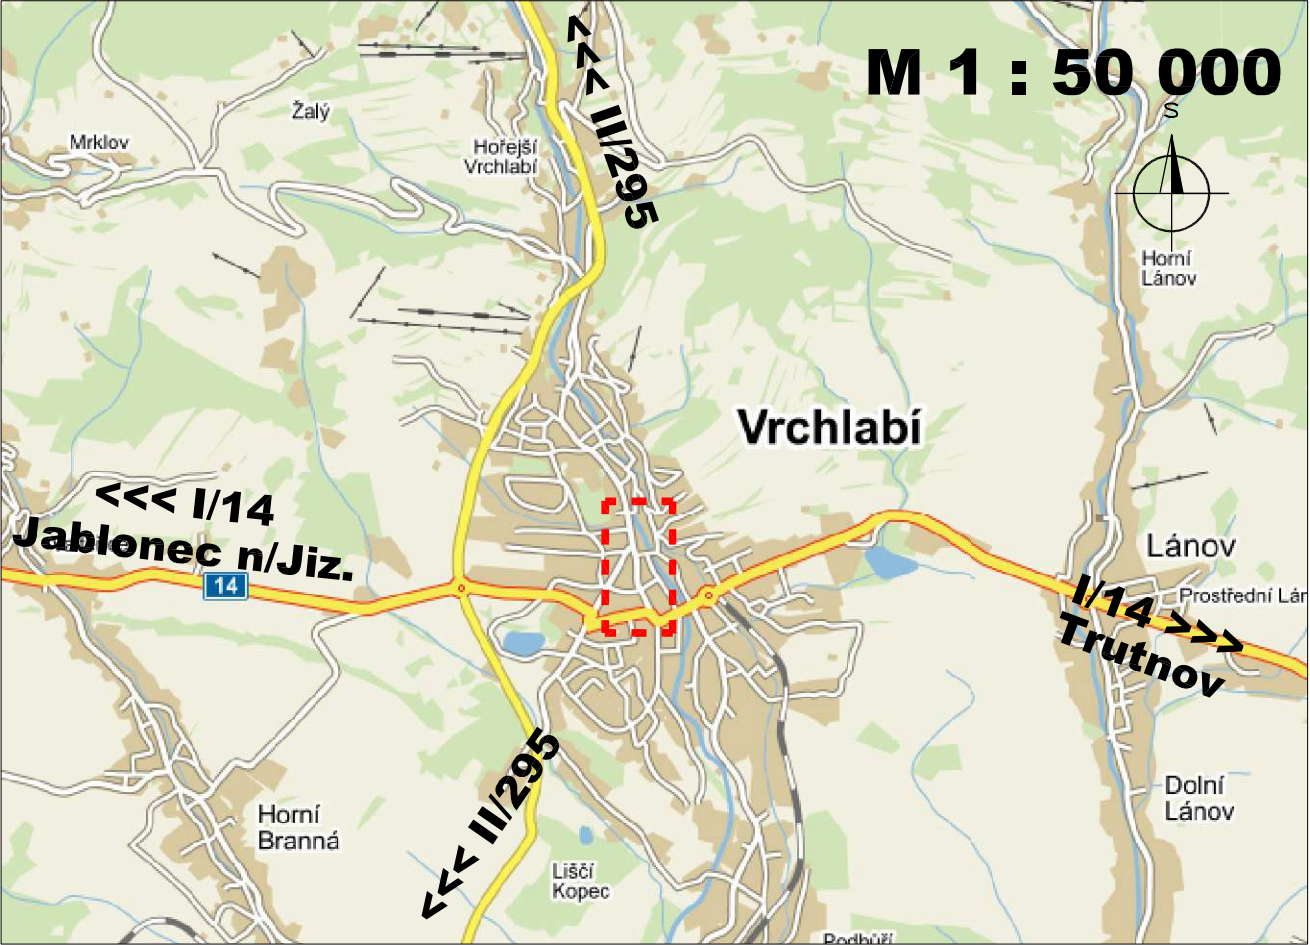 <<< II/295
M 1 : 50 000
S
Žalý
Mrklov
Hořejší
Vrchlabí
Horní
Lánov
Vrchlabí
<<< I/14
Jablonec n/Jiz.
14
Lánov
Prostřední Lán
I/14 >>>
Trutnov
<<< II/295
Horní
Branná
Dolní
Lánov
Liščí
Kopec
Podhůří